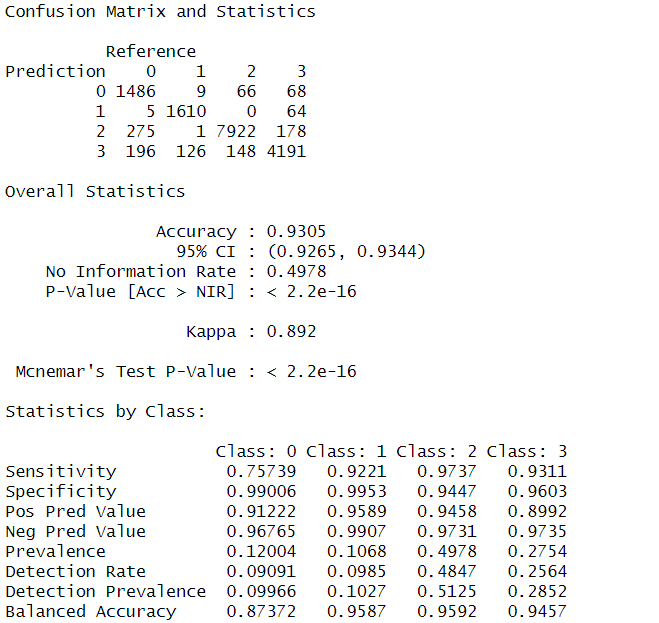 Confusion Matrix and Statistics

          Reference
Prediction    0    1    2    3
         0 1486    9   66   68
         1    5 1610    0   64
         2  275    1 7922  178
         3  196  126  148 4191

Overall Statistics

               Accuracy : 0.9305
                 95% CI : (0.9265, 0.9344)
    No Information Rate : 0.4978
    P-Value [Acc > NIR] : < 2.2e-16

                  Kappa : 0.892

 Mcnemar's Test P-Value : < 2.2e-16

Statistics by Class:

                     Class: 0 Class: 1 Class: 2 Class: 3
Sensitivity           0.75739   0.9221   0.9737   0.9311
Specificity           0.99006   0.9953   0.9447   0.9603
Pos Pred Value        0.91222   0.9589   0.9458   0.8992
Neg Pred Value        0.96765   0.9907   0.9731   0.9735
Prevalence            0.12004   0.1068   0.4978   0.2754
Detection Rate        0.09091   0.0985   0.4847   0.2564
Detection Prevalence  0.09966   0.1027   0.5125   0.2852
Balanced Accuracy     0.87372   0.9587   0.9592   0.9457